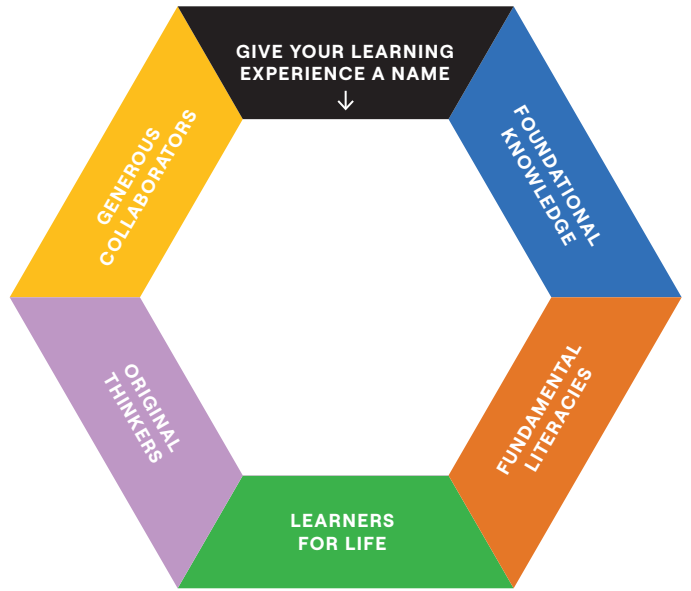 GIVE YOUR LEARNING
EXPERIENCE A NAME
↓
FOUNDATIONAL
KNOWLEDGE
FUNDAMENTAL
LITERACIES
LEARNERS
FOR LIFE
ORIGINAL
THINKERS
GENEROUS
COLLABORATORS